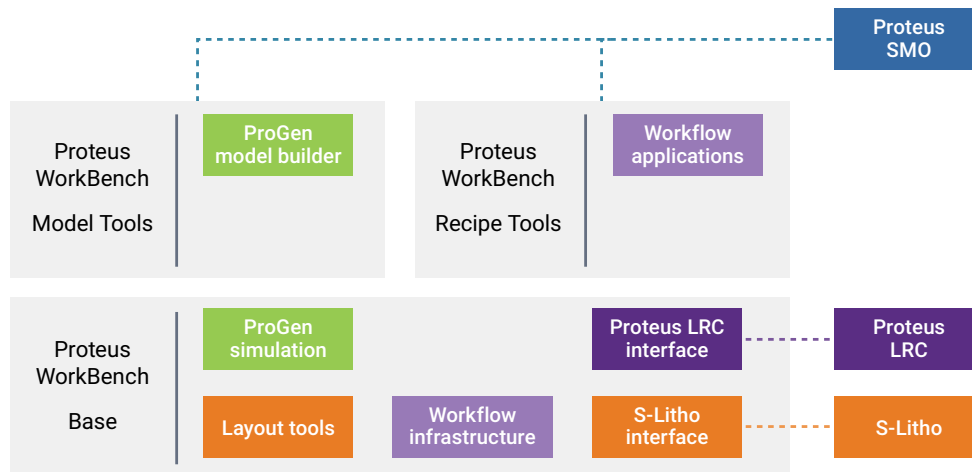 Proteus
SMO
Proteus
WorkBench
Model Tools
ProGen
model builder
Proteus
WorkBench
Recipe Tools
Workflow
applications
Proteus
WorkBench
Base
ProGen
simulation
Proteus LRC
interface
Proteus
LRC
Layout tools
Workflow
infrastructure
S-Litho
interface
S-Litho